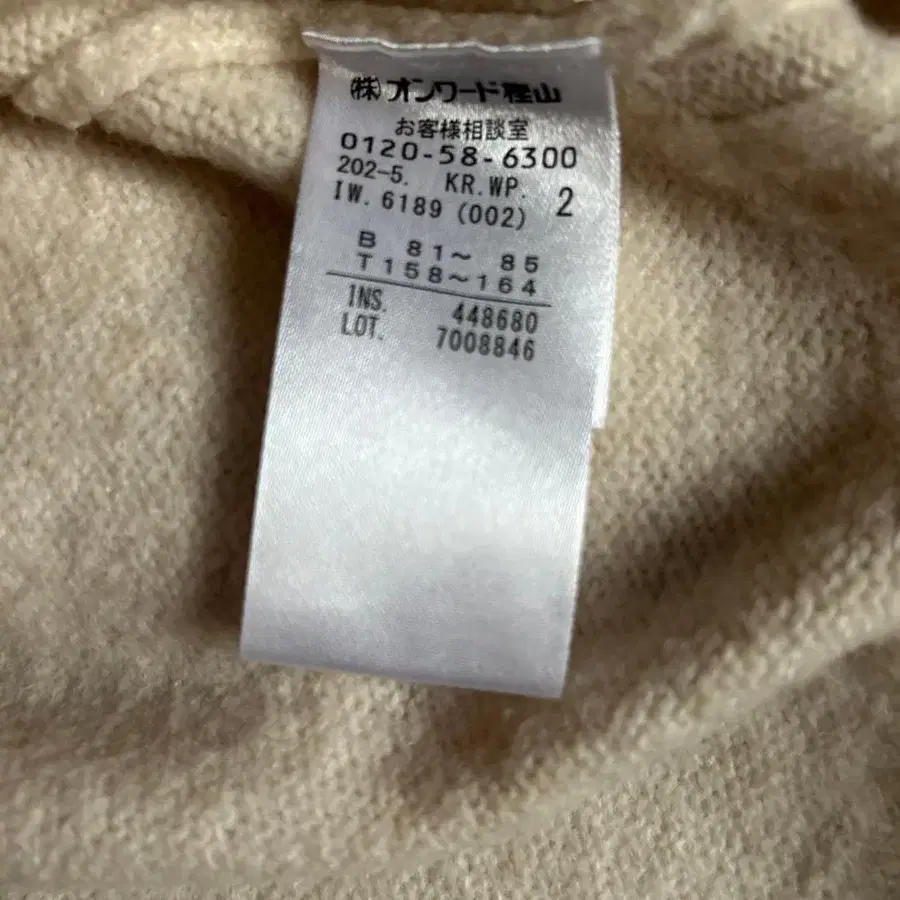 ㈱オンワード樫山
お客様相談室
0120-58-6300
202-5. KR.WP. 2
IW. 6189 (002)
B 81～ 85
T 158～164
INS. 448680
LOT. 7008846